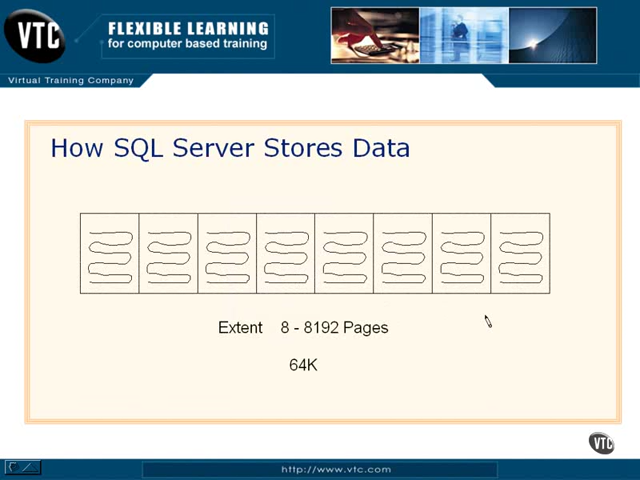 VTC
FLEXIBLE LEARNING
for computer based training
Virtual Training Company
How SQL Server Stores Data
Extent 8 - 8192 Pages
64K
VTC
http://www.vtc.com